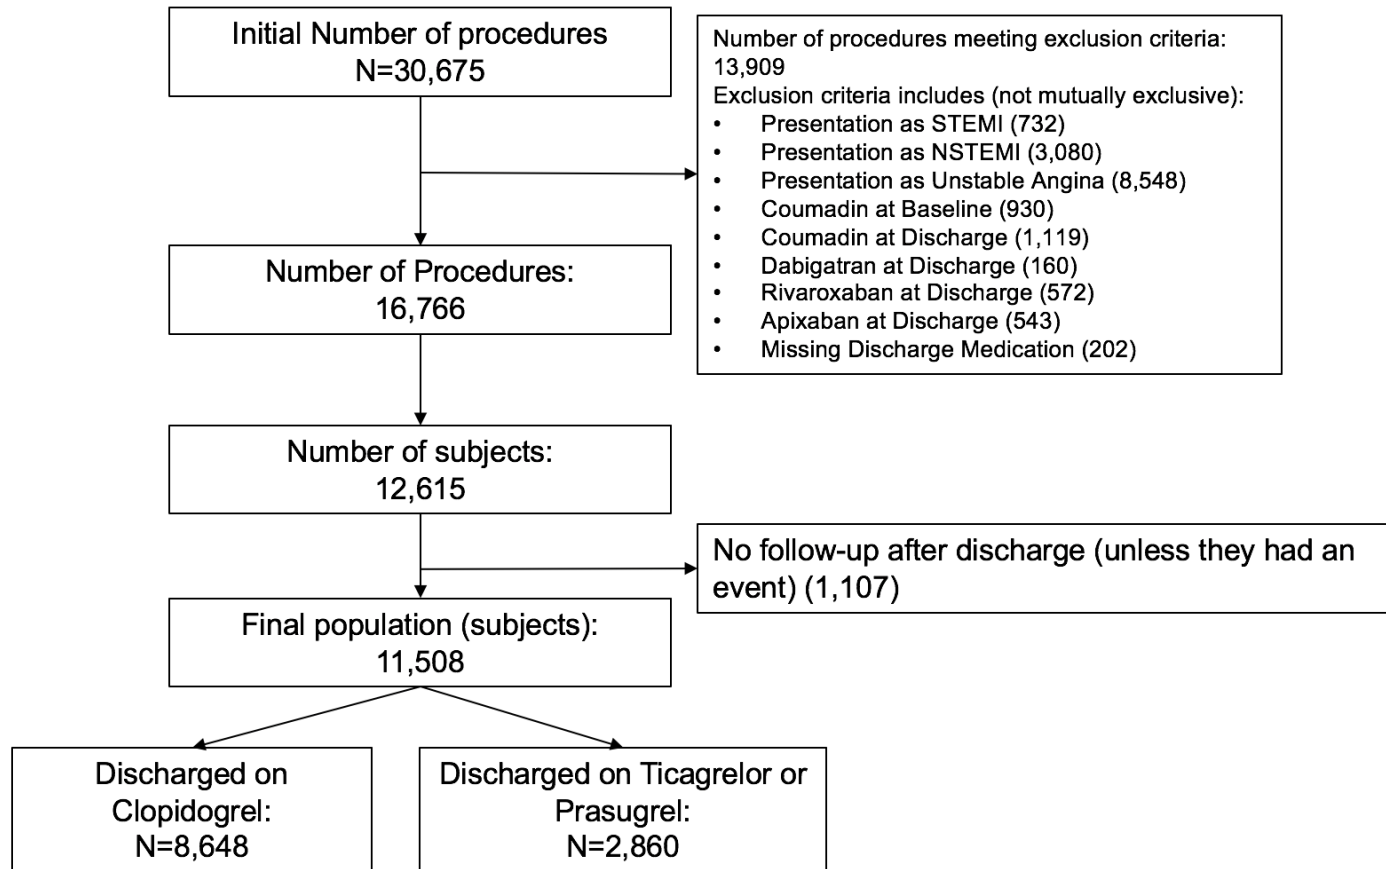 Initial Number of procedures
N=30,675
Number of procedures meeting exclusion criteria:
13,909
Exclusion criteria includes (not mutually exclusive):
• Presentation as STEMI (732)
• Presentation as NSTEMI (3,080)
• Presentation as Unstable Angina (8,548)
• Coumadin at Baseline (930)
• Coumadin at Discharge (1,119)
• Dabigatran at Discharge (160)
• Rivaroxaban at Discharge (572)
• Apixaban at Discharge (543)
• Missing Discharge Medication (202)
Number of Procedures:
16,766
Number of subjects:
12,615
No follow-up after discharge (unless they had an
event) (1,107)
Final population (subjects):
11,508
Discharged on
Clopidogrel:
N=8,648
Discharged on Ticagrelor or
Prasugrel:
N=2,860